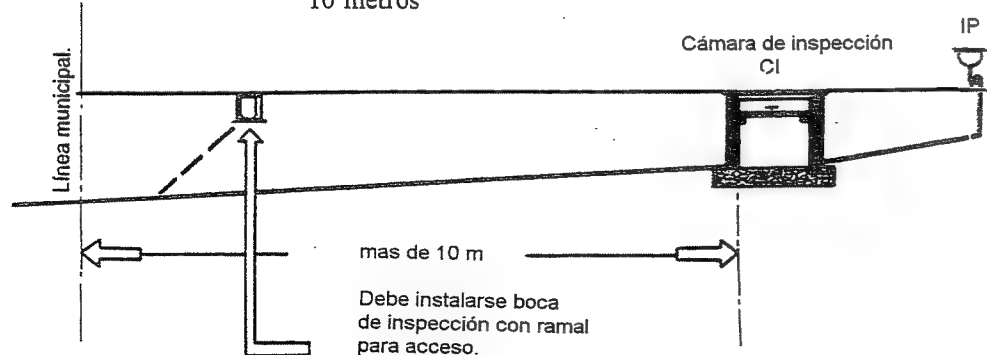 10 metros
IP
Cámara de inspección
CI
Línea municipal.
mas de 10 m
Debe instalarse boca
de inspección con ramal
para acceso.